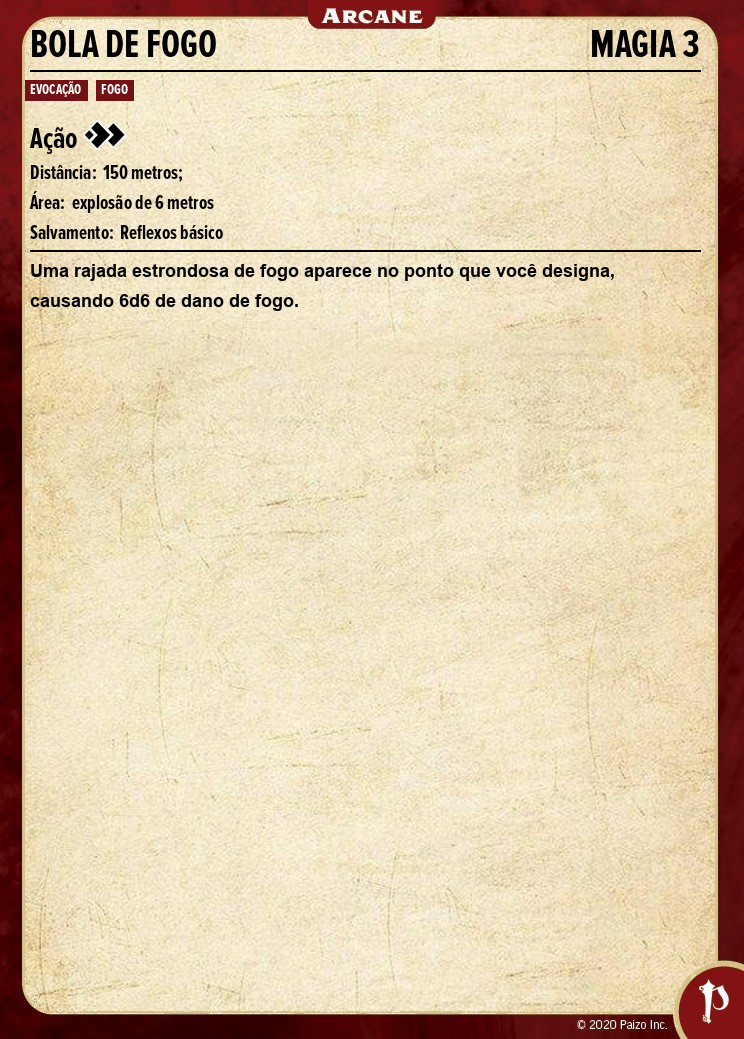 ARCANE
BOLA DE FOGO MAGIA 3
EVOCAÇÃO FOGO
Ação
Distância: 150 metros;
Área: explosão de 6 metros
Salvamento: Reflexos básico
Uma rajada estrondosa de fogo aparece no ponto que você designa,
causando 6d6 de dano de fogo.
© 2020 Paizo Inc.
P